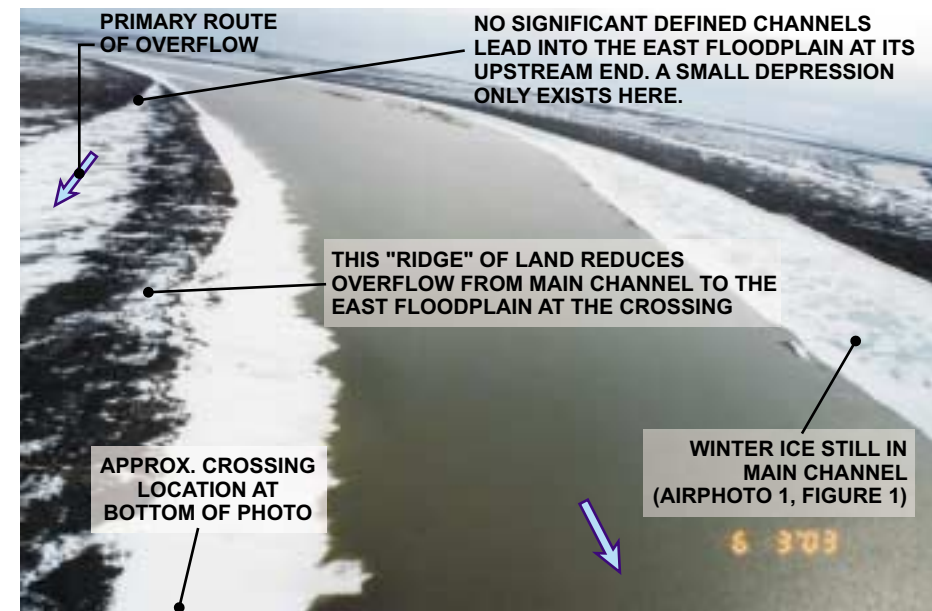 PRIMARY ROUTE
OF OVERFLOW
NO SIGNIFICANT DEFINED CHANNELS
LEAD INTO THE EAST FLOODPLAIN AT ITS
UPSTREAM END. A SMALL DEPRESSION
ONLY EXISTS HERE.
THIS "RIDGE" OF LAND REDUCES
OVERFLOW FROM MAIN CHANNEL TO THE
EAST FLOODPLAIN AT THE CROSSING
APPROX. CROSSING
LOCATION AT
BOTTOM OF PHOTO
WINTER ICE STILL IN
MAIN CHANNEL
(AIRPHOTO 1, FIGURE 1)
6 3'03